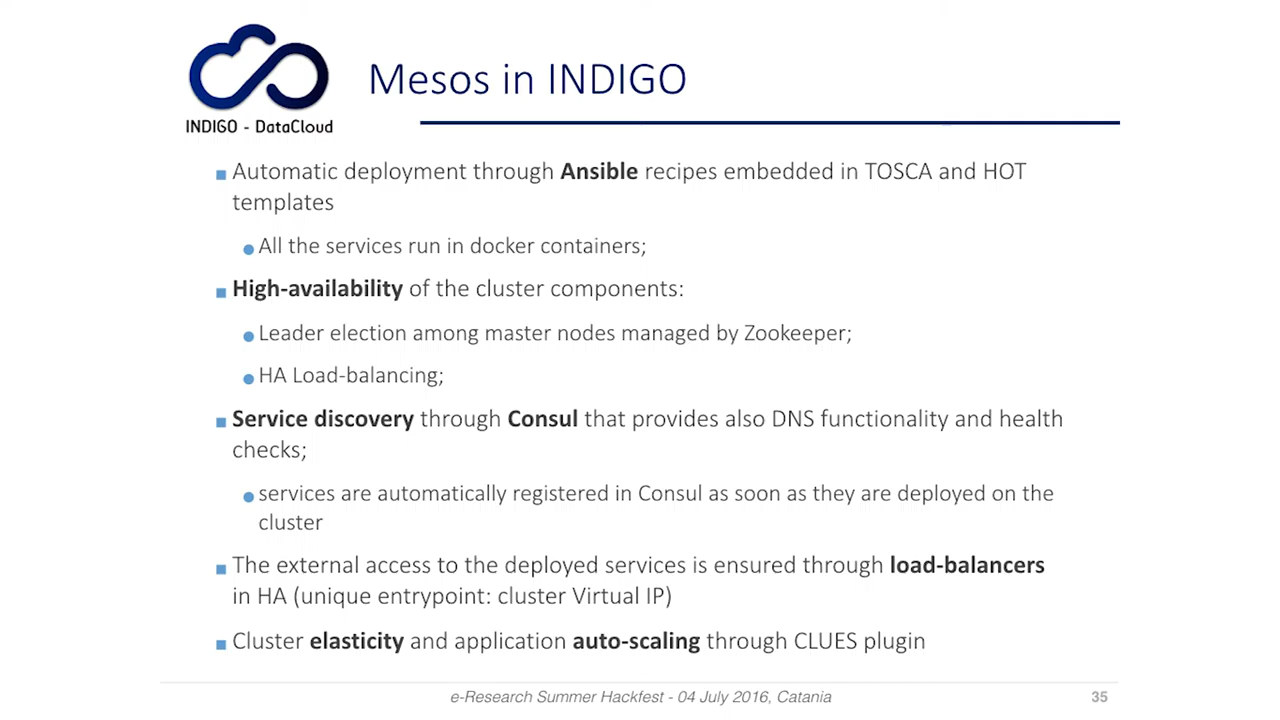 Mesos in INDIGO
INDIGO - DataCloud
Automatic deployment through Ansible recipes embedded in TOSCA and HOT
templates
All the services run in docker containers;
High-availability of the cluster components:
Leader election among master nodes managed by Zookeeper;
HA Load-balancing;
Service discovery through Consul that provides also DNS functionality and health
checks;
services are automatically registered in Consul as soon as they are deployed on the
cluster
The external access to the deployed services is ensured through load-balancers
in HA (unique entrypoint: cluster Virtual IP)
Cluster elasticity and application auto-scaling through CLUES plugin
e-Research Summer Hackfest - 04 July 2016, Catania
35